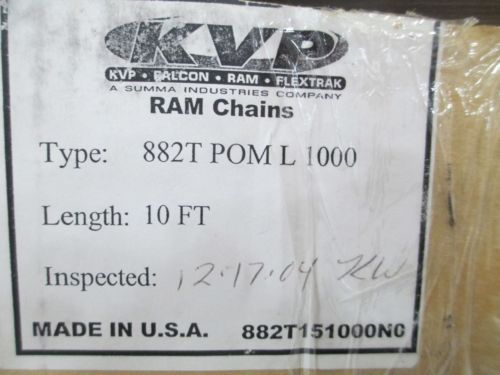 KVP
KVP • FALCON • RAM • FLEXTRAK
A SUMMA INDUSTRIES COMPANY
RAM Chains
Type: 882T POM L 1000
Length: 10 FT
Inspected: 12.17.04 KW
MADE IN U.S.A. 882T151000NC